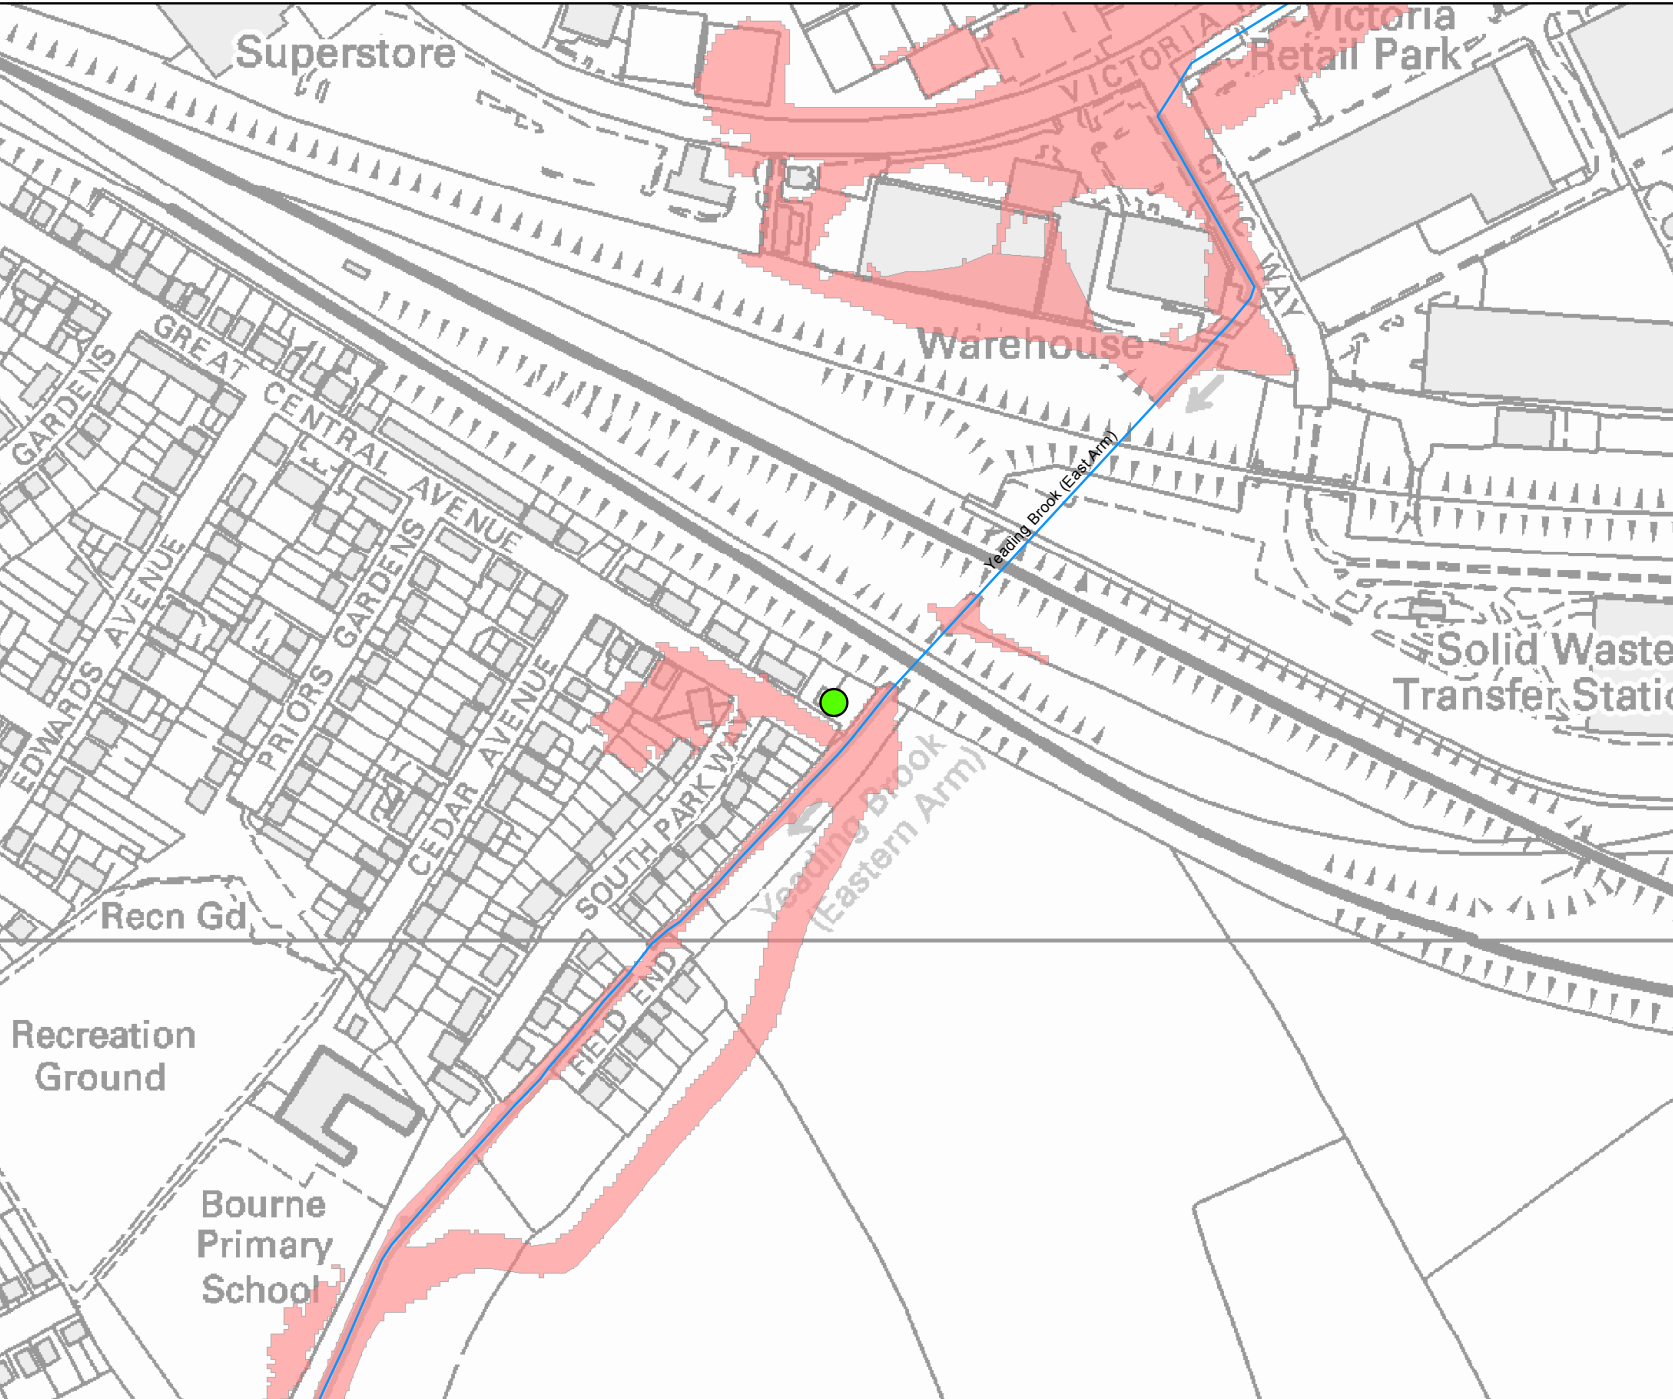 Superstore
Victoria
Retail Park
VICTORIA
CIVIC WAY
Warehouse
GREAT CENTRAL AVENUE
GARDENS
Yeading Brook (East Arm)
EDWARDS AVENUE
PRIORS GARDENS
CEDAR AVENUE
SOUTH PARK WAY
Solid Waste
Transfer Static
Yeading Brook
(Eastern Arm)
Recn Gd
FIELD END
Recreation
Ground
Bourne
Primary
School